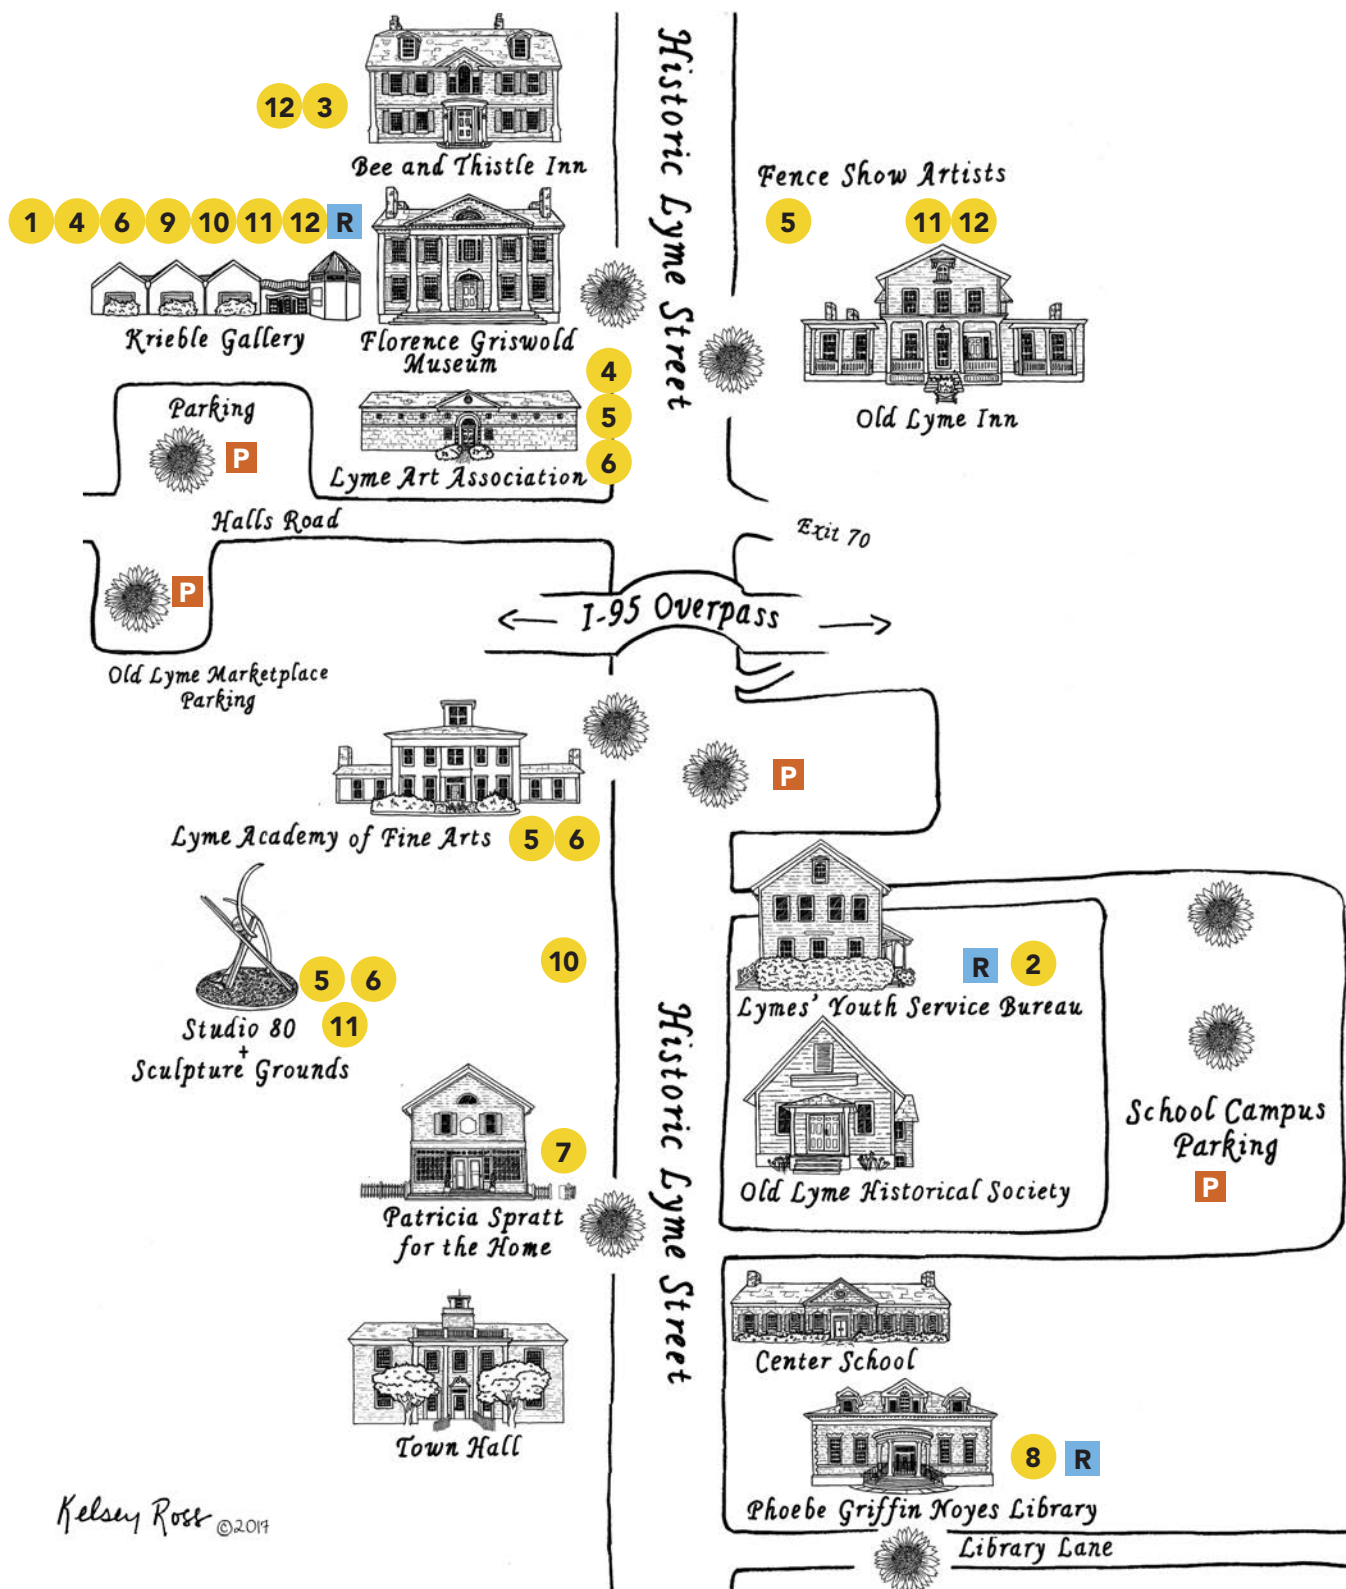 Historic Lyme Street
12 3
Bee and Thistle Inn
Fence Show Artists
1 4 6 9 10 11 12 R
5
11 12
Krieble Gallery
Florence Griswold
Museum
4
Parking
P
5
Old Lyme Inn
6
Lyme Art Association
Halls Road
Exit 70
P
I-95 Overpass
Old Lyme Marketplace
Parking
P
Lyme Academy of Fine Arts 5 6
10
R 2
5 6
11
Lymes' Youth Service Bureau
Studio 80
+
Sculpture Grounds
Historic Lyme Street
School Campus
Parking
P
7
Old Lyme Historical Society
Patricia Spratt
for the Home
Center School
Town Hall
8 R
Phoebe Griffin Noyes Library
Kelsey Ross ©2017
Library Lane